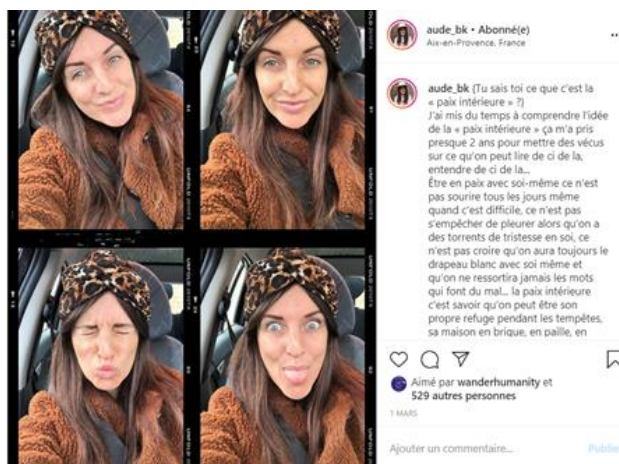 aude_bk • Abonné(e)
Aix-en-Provence, France
aude_bk (Tu sais toi ce que c'est la
« paix intérieure » ?)
J'ai mis du temps à comprendre l'idée
de la « paix intérieure » ça m'a pris
presque 2 ans pour mettre des vécus
sur ce qu'on peut lire de ci de la,
entendre de ci de la...
Être en paix avec soi-même ce n'est
pas sourire tous les jours même
quand c'est difficile, ce n'est pas
s'empêcher de pleurer alors qu'on a
des torrents de tristesse en soi, ce
n'est pas croire qu'on aura toujours le
drapeau blanc avec soi même et
qu'on ne ressortira jamais les mots
qui font du mal... la paix intérieure
c'est savoir qu'on peut être son
propre refuge pendant les tempêtes,
sa maison en brique, en paille, en
Aimé par wanderhumanity et
529 autres personnes
1 MARS
Ajouter un commentaire...
Publie